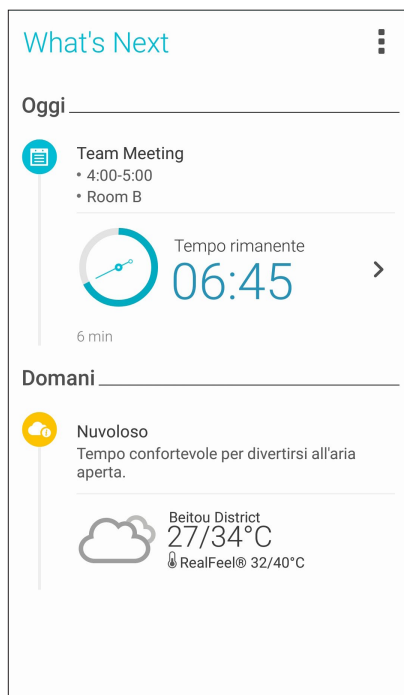 What's Next
Oggi
Team Meeting
• 4:00-5:00
• Room B
Tempo rimanente
06:45
6 min
Domani
Nuvoloso
Tempo confortevole per divertirsi all'aria
aperta.
Beitou District
27/34°C
RealFeel® 32/40°C